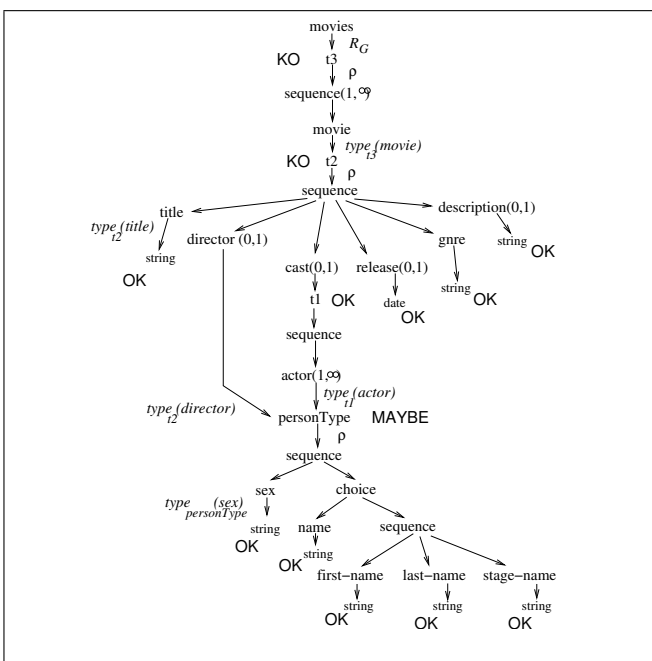 movies
R_G
KO t3
ρ
sequence(1,∞)
movie
type_t3(movie)
KO t2
ρ
sequence
title
description(0,1)
type_t2(title)
director (0,1)
gnre
string
OK
string
OK
cast(0,1)
release(0,1)
t1 OK
date
OK
string
OK
sequence
actor(1,∞)
type_t1(actor)
type_t2(director)
personType
MAYBE
ρ
sequence
sex
choice
type_personType(sex)
string
OK
name
sequence
string
OK
first-name
last-name
stage-name
string
OK
string
OK
string
OK